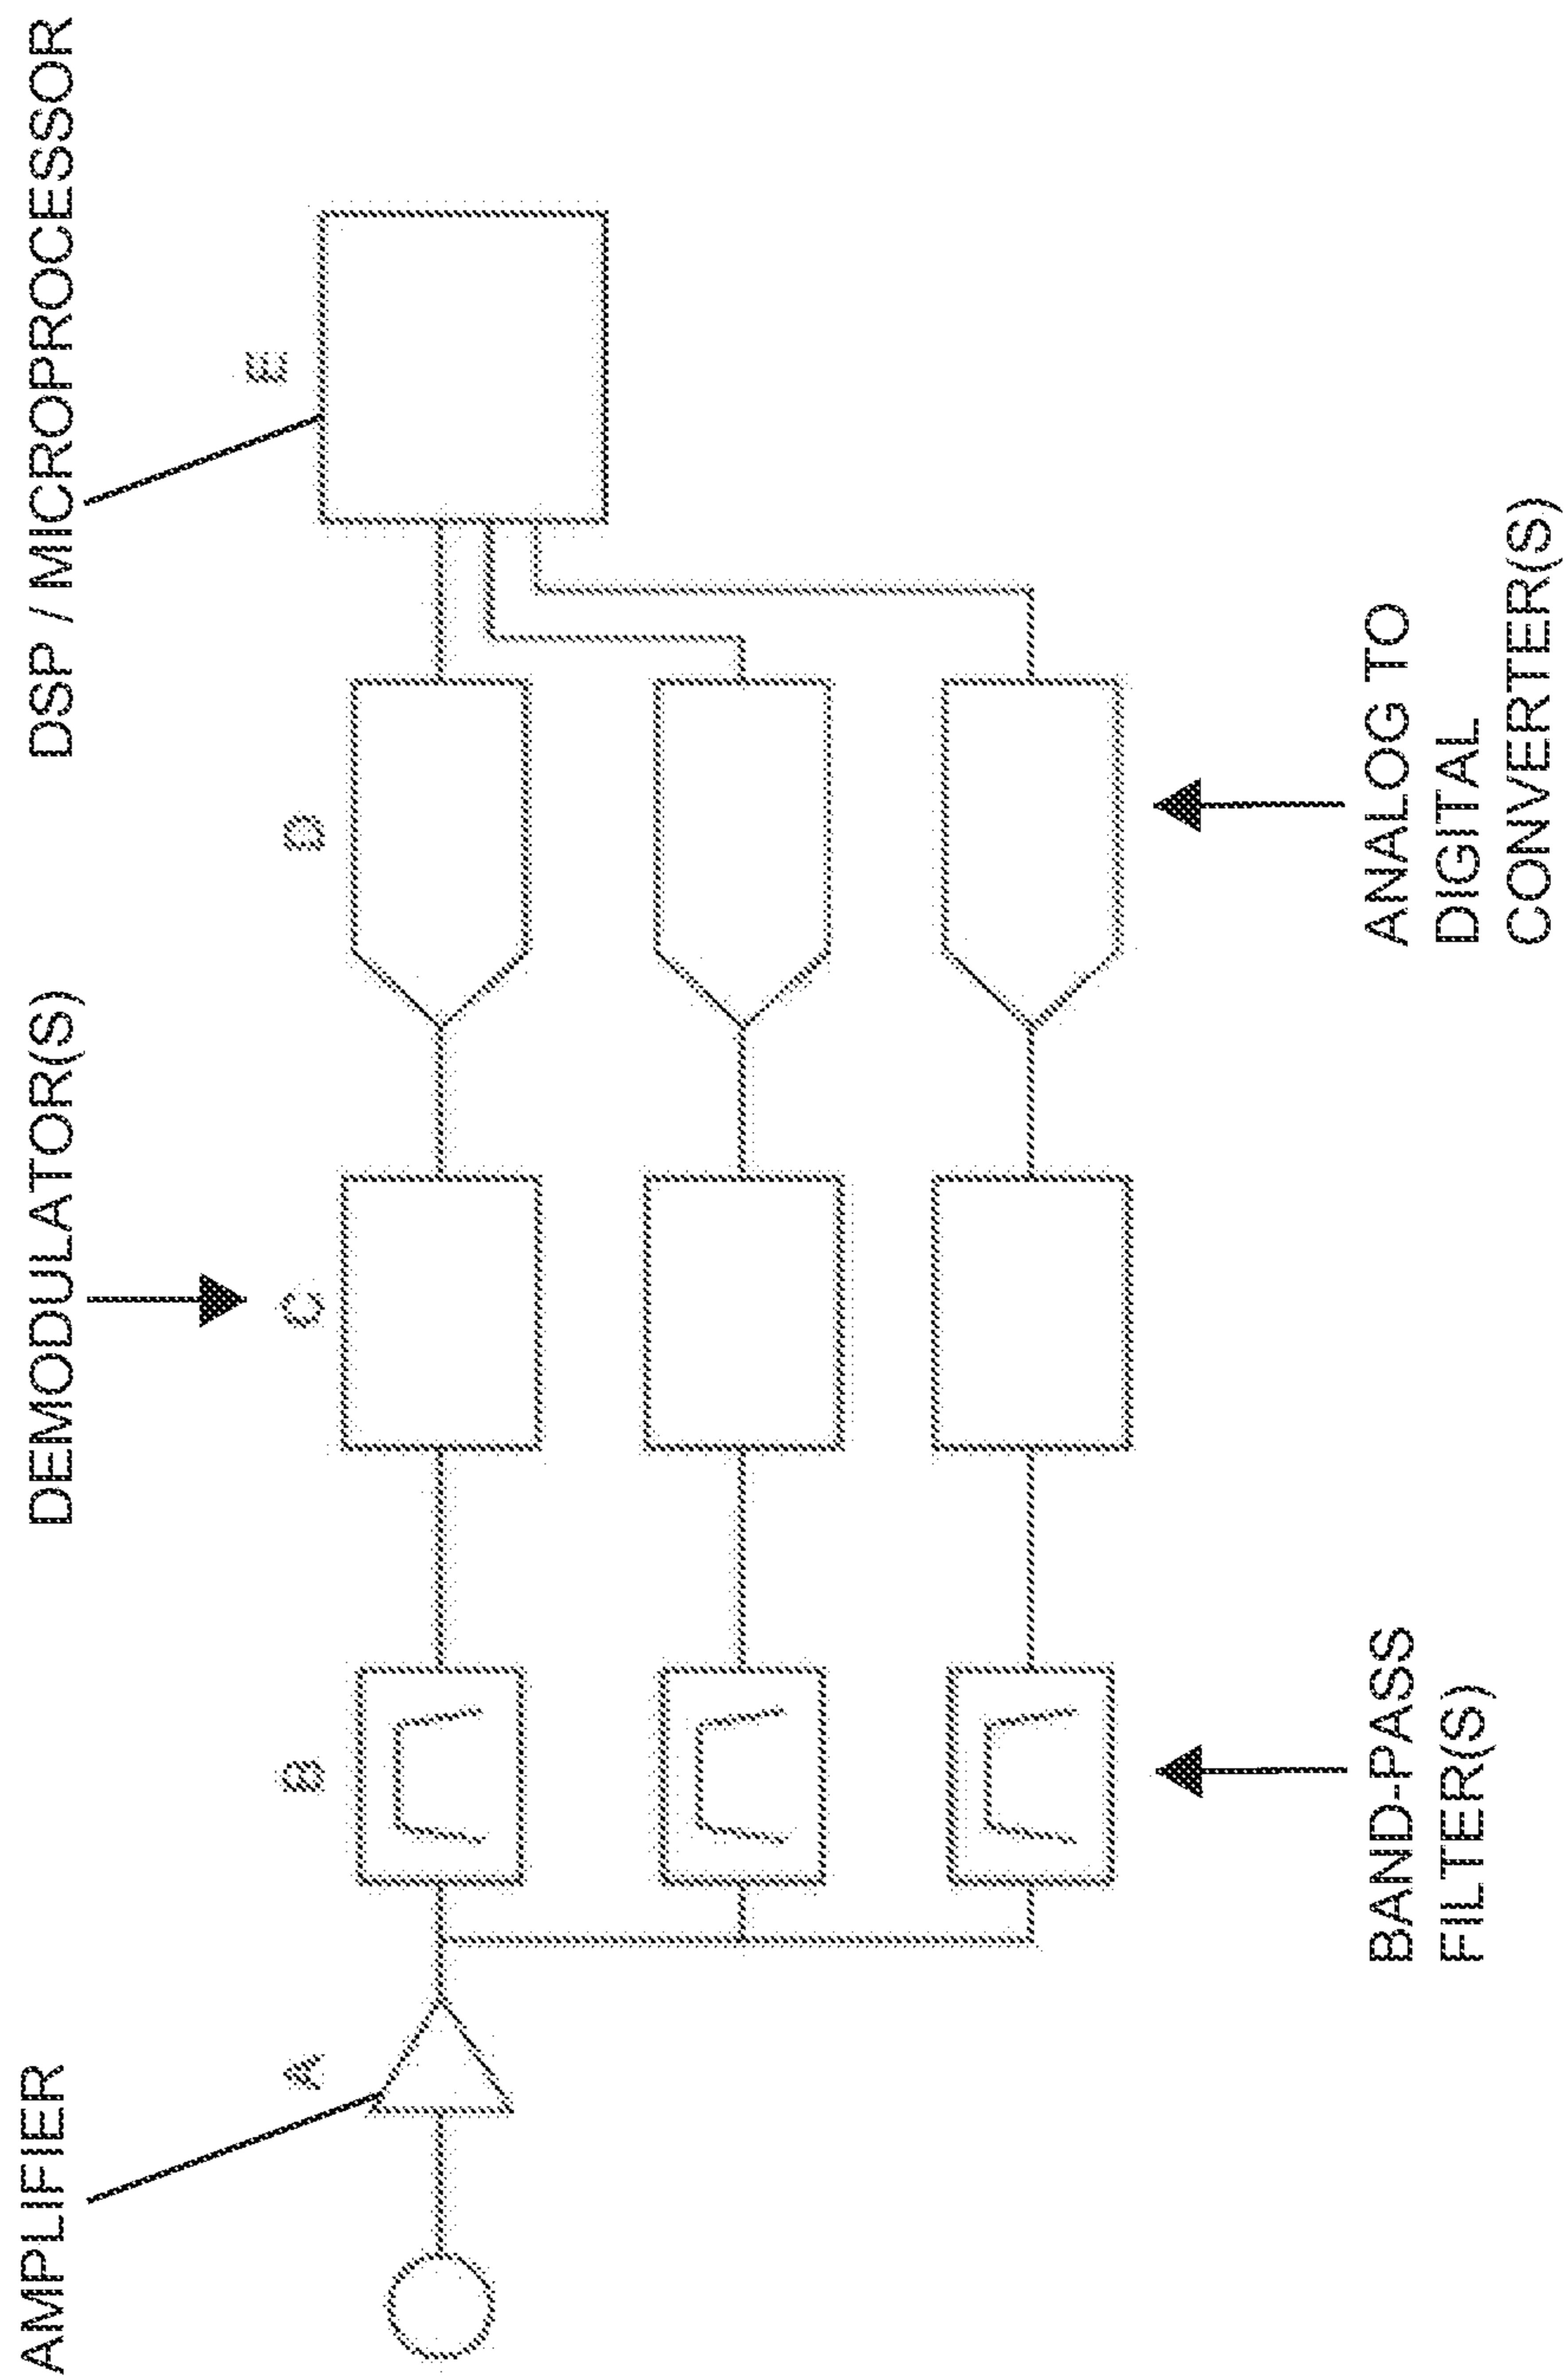 AMPLIFIER
DEMODULATOR(S)
DSP / MICROPROCESSOR
A
B
C
D
E
BAND-PASS
FILTER(S)
ANALOG TO
DIGITAL
CONVERTER(S)